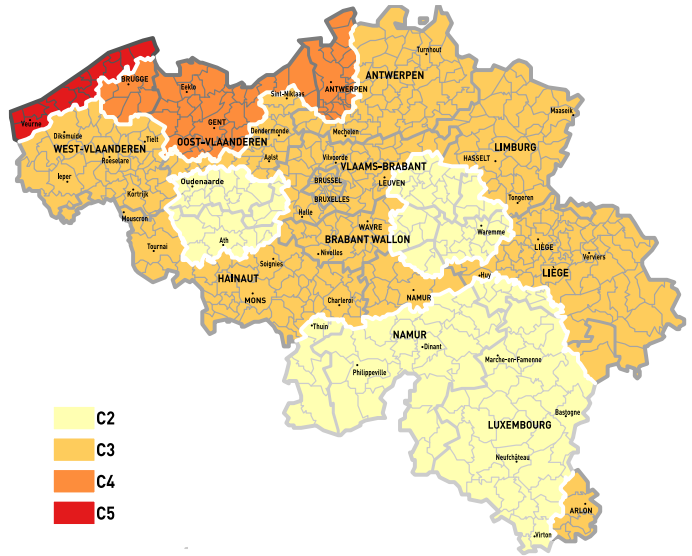 Turnhout
ANTWERPEN
BRUGGE
Eeklo
Sint-Niklaas
ANTWERPEN
Maaseik
Veurne
GENT
Diksmuide
Tielt
OOST-VLAANDEREN
Dendermonde
Mechelen
WEST-VLAANDEREN
LIMBURG
Roeselare
Aalst
Vilvoorde
VLAAMS-BRABANT
HASSELT
Ieper
Oudenaarde
BRUSSEL
LEUVEN
Kortrijk
BRUXELLES
Tongeren
Mouscron
Halle
WAVRE
Waremme
Tournai
Ath
BRABANT WALLON
LIÈGE
Nivelles
Verviers
Soignies
HAINAUT
Huy
LIÈGE
MONS
Charleroi
NAMUR
Thuin
NAMUR
Dinant
Marche-en-Famenne
Philippeville
Bastogne
C2
LUXEMBOURG
C3
Neufchâteau
C4
C5
ARLON
Virton